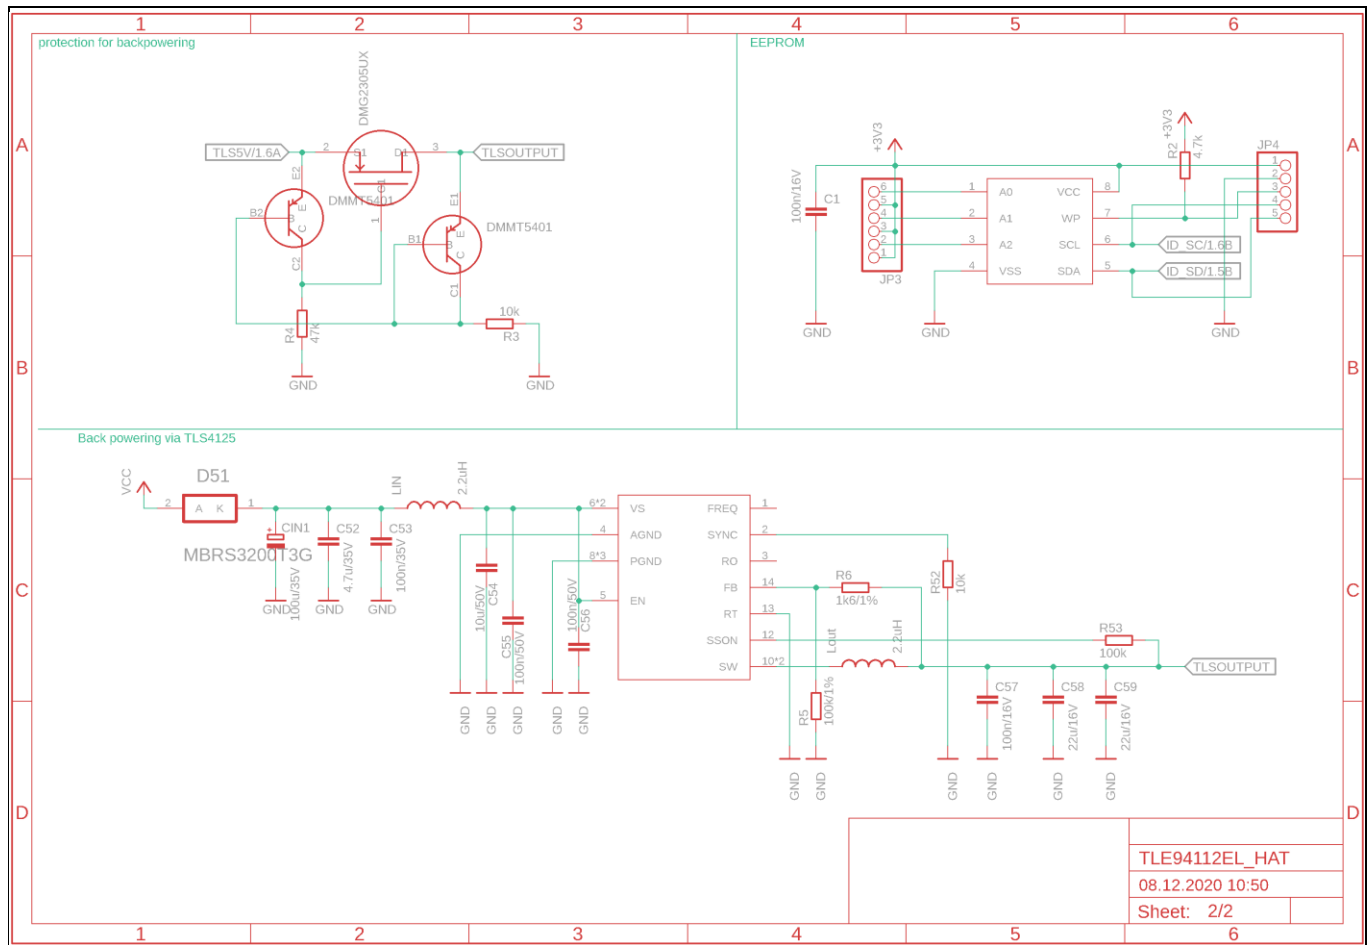 1 2 3 4 5 6
protection for backpowering
EEPROM
A
A
DMG2305UX
TLS5V/1.6A
2
S1
D1
3
TLSOUTPUT
G1
1
E2
B2
B
E
C
C2
DMMT5401
E1
B1
B
E
C
C1
DMMT5401
R4
47k
10k
R3
GND
GND
+3V3
100n/16V
C1
GND
6
5
4
3
2
1
JP3
1
A0
VCC
8
2
A1
WP
7
3
A2
SCL
6
4
VSS
SDA
5
GND
+3V3
R2
4.7k
JP4
1
2
3
4
5
ID_SC/1.6B
ID_SD/1.5B
GND
B
B
Back powering via TLS4125
VCC
D51
2
A K
1
MBRS3200T3G
+
CIN1
100u/35V
GND
C52
4.7u/35V
GND
C53
100n/35V
GND
LIN
2.2uH
10u/50V
C54
C55
100n/50V
100n/50V
C56
GND
GND
GND
GND
GND
6*2
VS
FREQ
1
4
AGND
SYNC
2
8*3
PGND
RO
3
FB
14
5
EN
RT
13
SSON
12
SW
10*2
R6
1k6/1%
R52
10k
R53
100k
Lout
2.2uH
TLSOUTPUT
R5
100k/1%
C57
100n/16V
C58
22u/16V
C59
22u/16V
GND
GND
GND
GND
GND
GND
C
C
D
D
TLE94112EL_HAT
08.12.2020 10:50
Sheet: 2/2
1 2 3 4 5 6